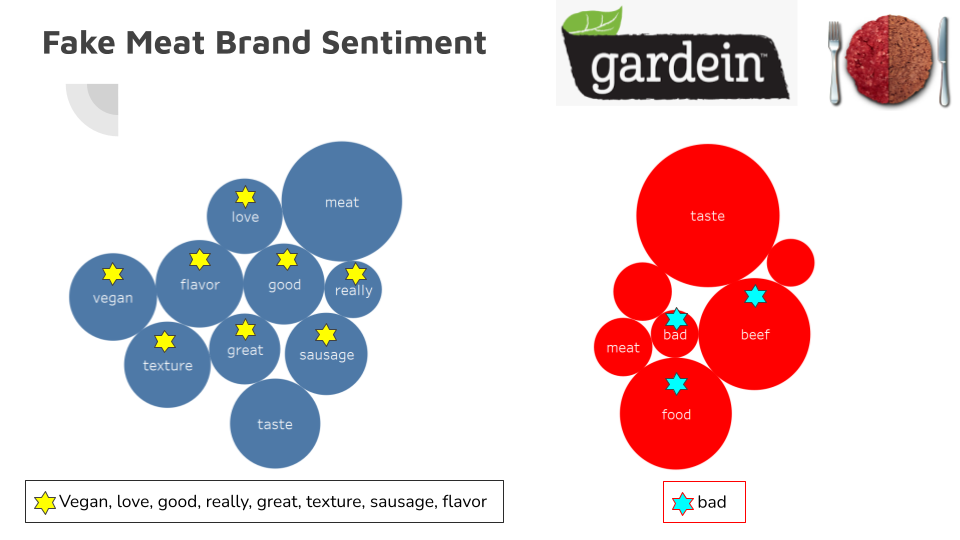 Fake Meat Brand Sentiment
gardein™
love
meat
vegan
flavor
good
really
texture
great
sausage
taste
taste
bad
beef
meat
food
Vegan, love, good, really, great, texture, sausage, flavor
bad